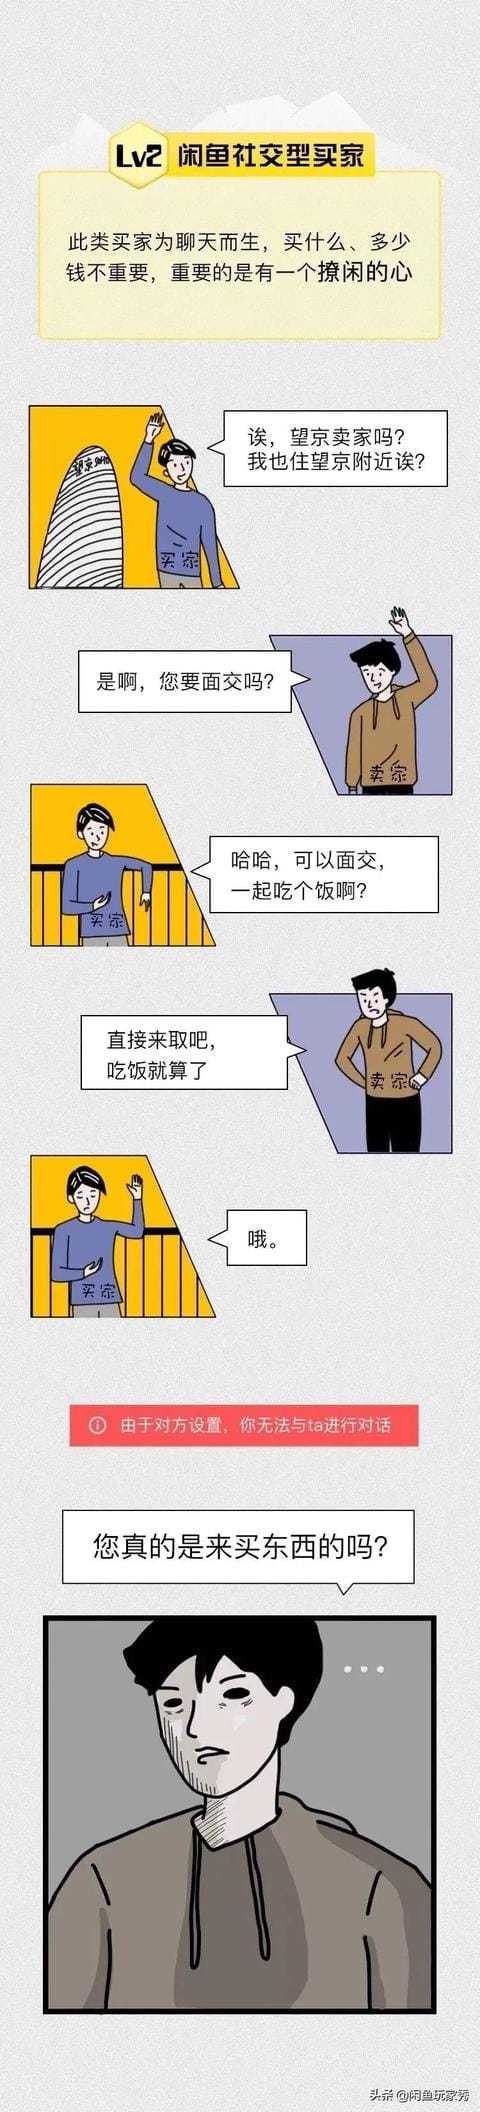 Lv2 闲鱼社交型买家
此类买家为聊天而生，买什么、多少
钱不重要，重要的是有一个撩闲的心
诶，望京卖家吗？
我也住望京附近诶？
望京SOHO
买家
是啊，您要面交吗？
卖家
哈哈，可以面交，
一起吃个饭啊？
买家
直接来取吧，
吃饭就算了
卖家
哦。
买家
由于对方设置，你无法与ta进行对话
您真的是来买东西的吗？
...
头条 @闲鱼玩家秀